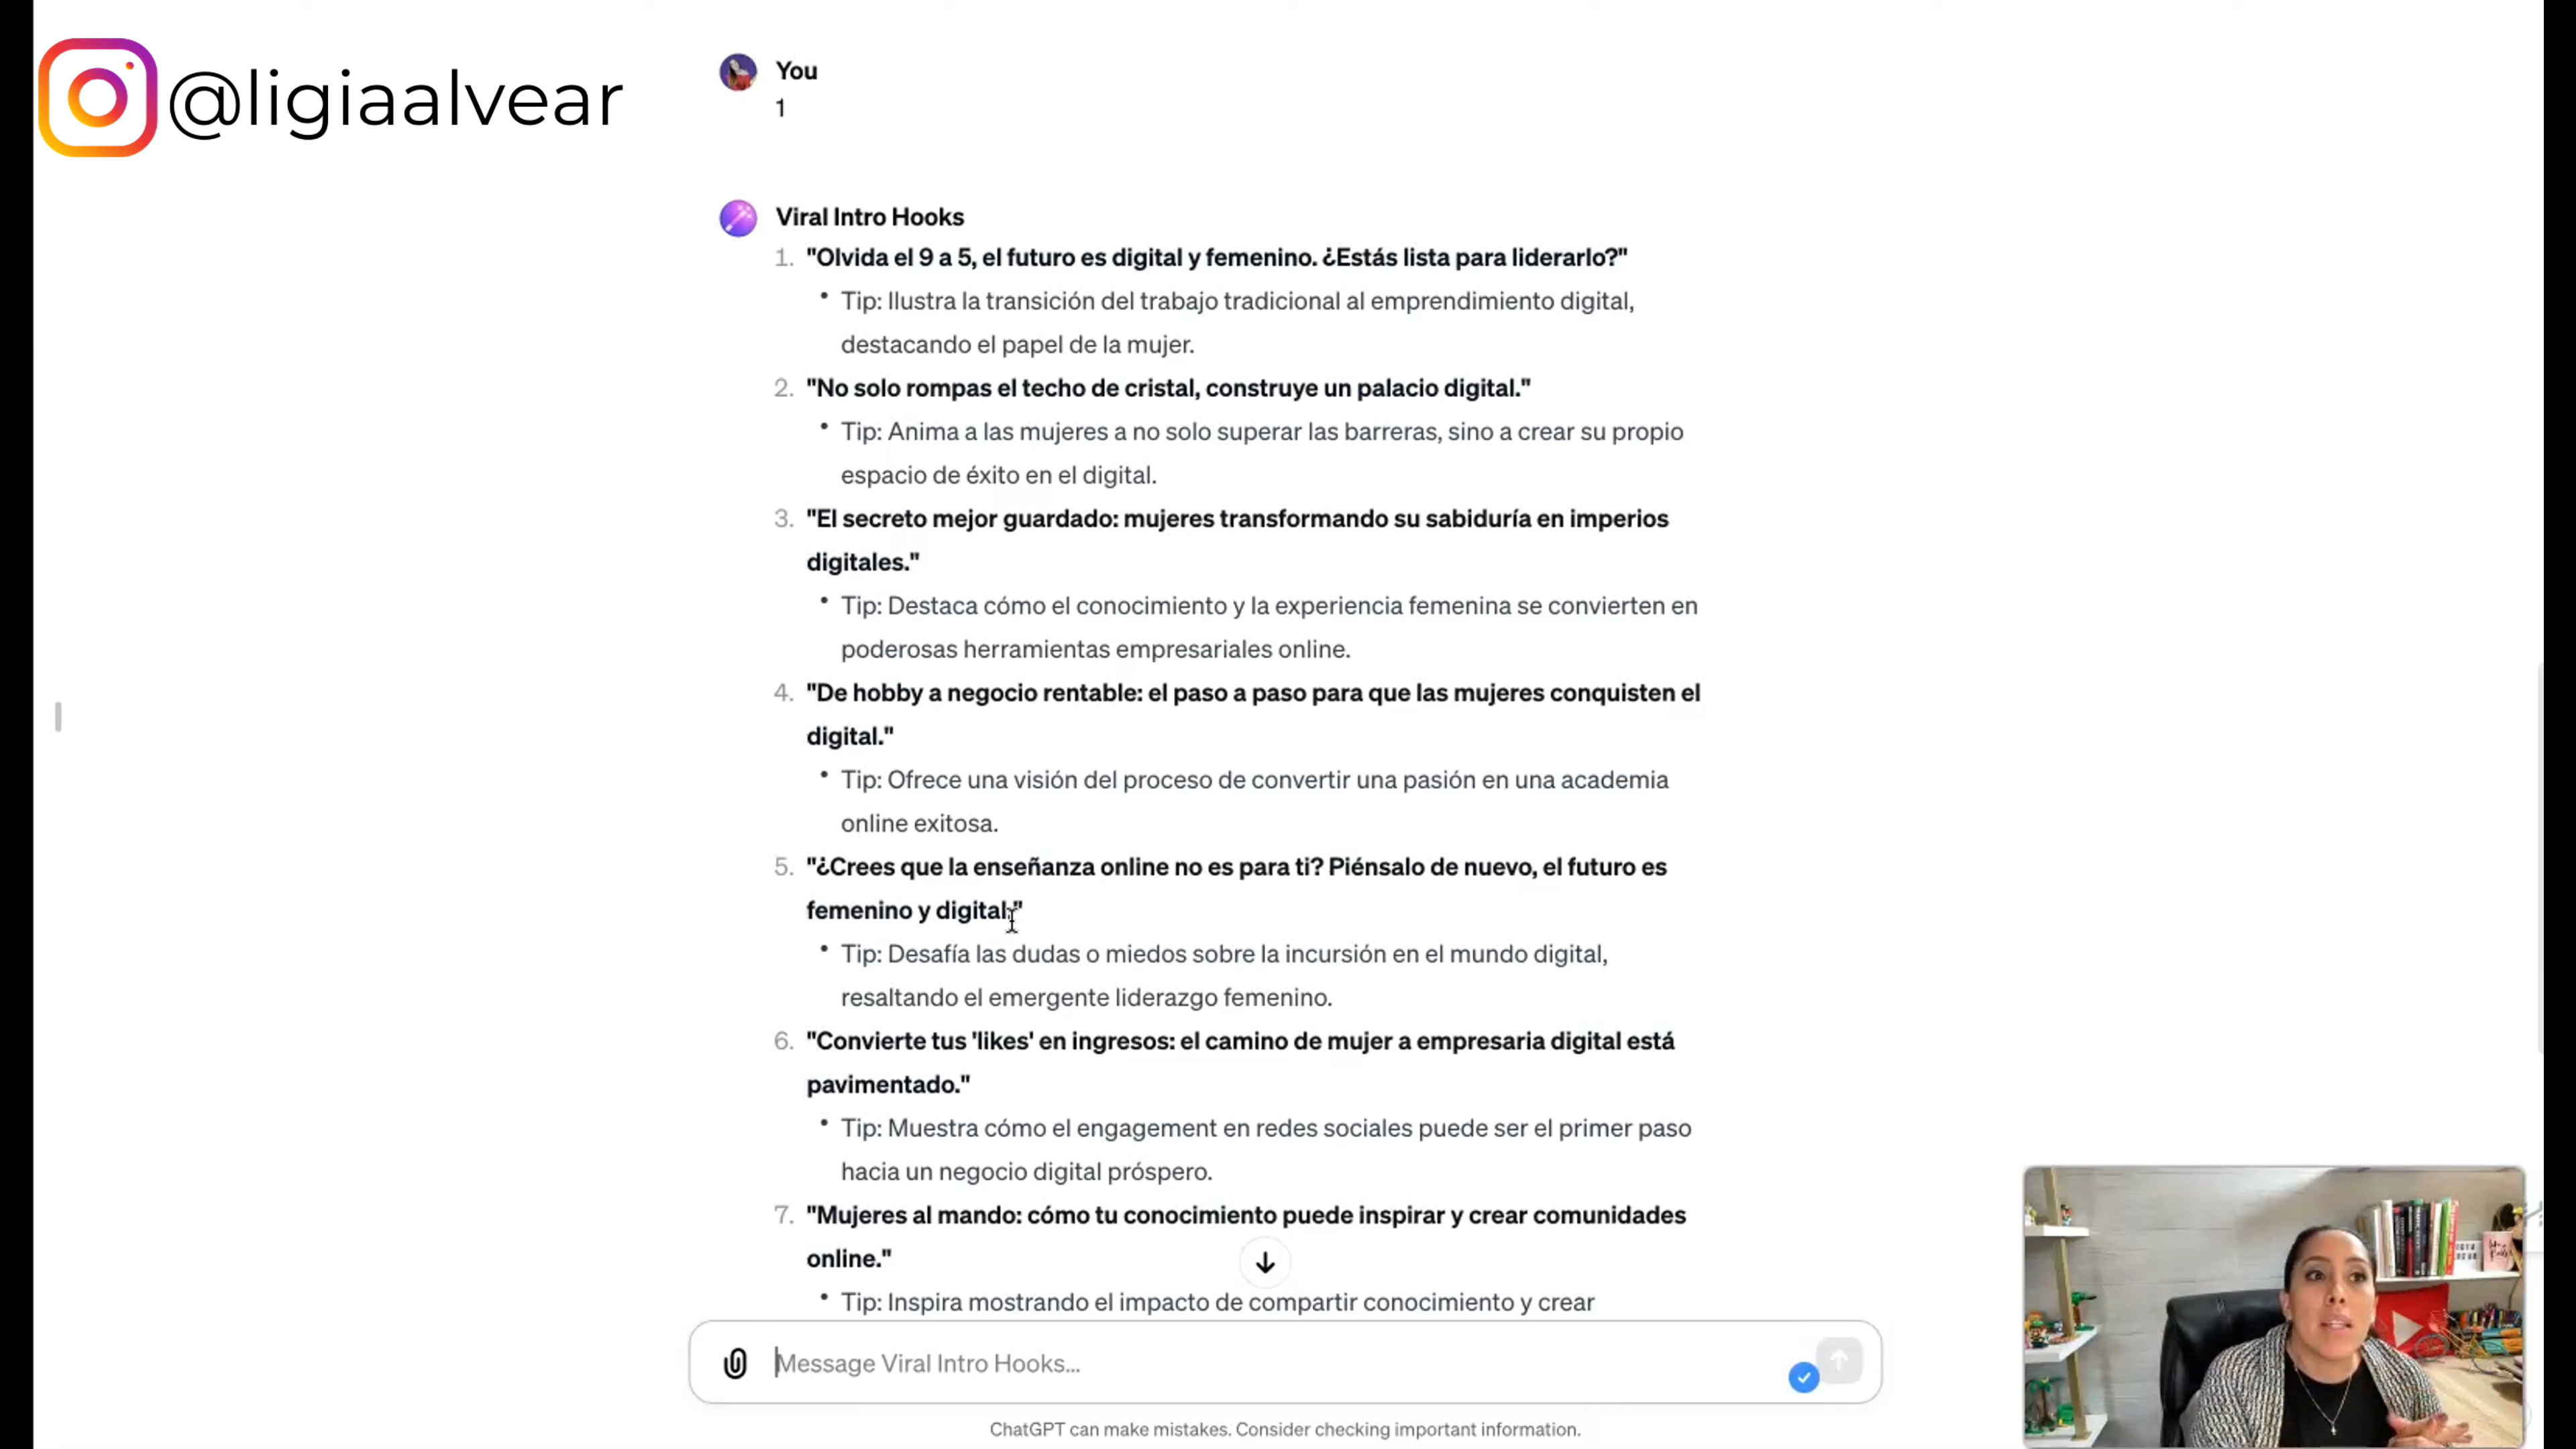 @ligiaalvear
You
1
Viral Intro Hooks
1. "Olvida el 9 a 5, el futuro es digital y femenino. ¿Estás lista para liderarlo?"
• Tip: Ilustra la transición del trabajo tradicional al emprendimiento digital,
destacando el papel de la mujer.
2. "No solo rompas el techo de cristal, construye un palacio digital."
• Tip: Anima a las mujeres a no solo superar las barreras, sino a crear su propio
espacio de éxito en el digital.
3. "El secreto mejor guardado: mujeres transformando su sabiduría en imperios
digitales."
• Tip: Destaca cómo el conocimiento y la experiencia femenina se convierten en
poderosas herramientas empresariales online.
4. "De hobby a negocio rentable: el paso a paso para que las mujeres conquisten el
digital."
• Tip: Ofrece una visión del proceso de convertir una pasión en una academia
online exitosa.
5. "¿Crees que la enseñanza online no es para ti? Piénsalo de nuevo, el futuro es
femenino y digital."
• Tip: Desafía las dudas o miedos sobre la incursión en el mundo digital,
resaltando el emergente liderazgo femenino.
6. "Convierte tus 'likes' en ingresos: el camino de mujer a empresaria digital está
pavimentado."
• Tip: Muestra cómo el engagement en redes sociales puede ser el primer paso
hacia un negocio digital próspero.
7. "Mujeres al mando: cómo tu conocimiento puede inspirar y crear comunidades
online."
• Tip: Inspira mostrando el impacto de compartir conocimiento y crear
Message Viral Intro Hooks...
ChatGPT can make mistakes. Consider checking important information.